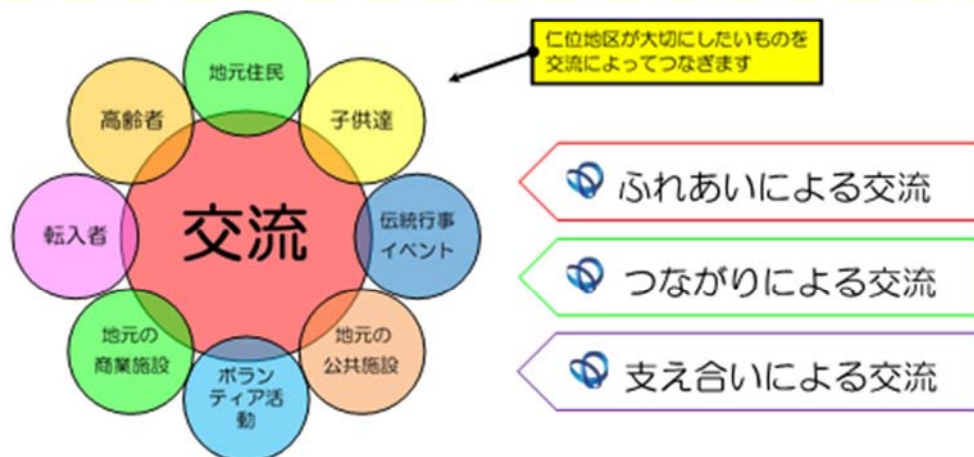 仁位地区が大切にしたいものを
交流によってつなぎます
地元住民
高齢者
子供達
転入者
交流
伝統行事
イベント
地元の
商業施設
地元の
公共施設
ボラン
ティア活
動
ふれあいによる交流
つながりによる交流
支え合いによる交流